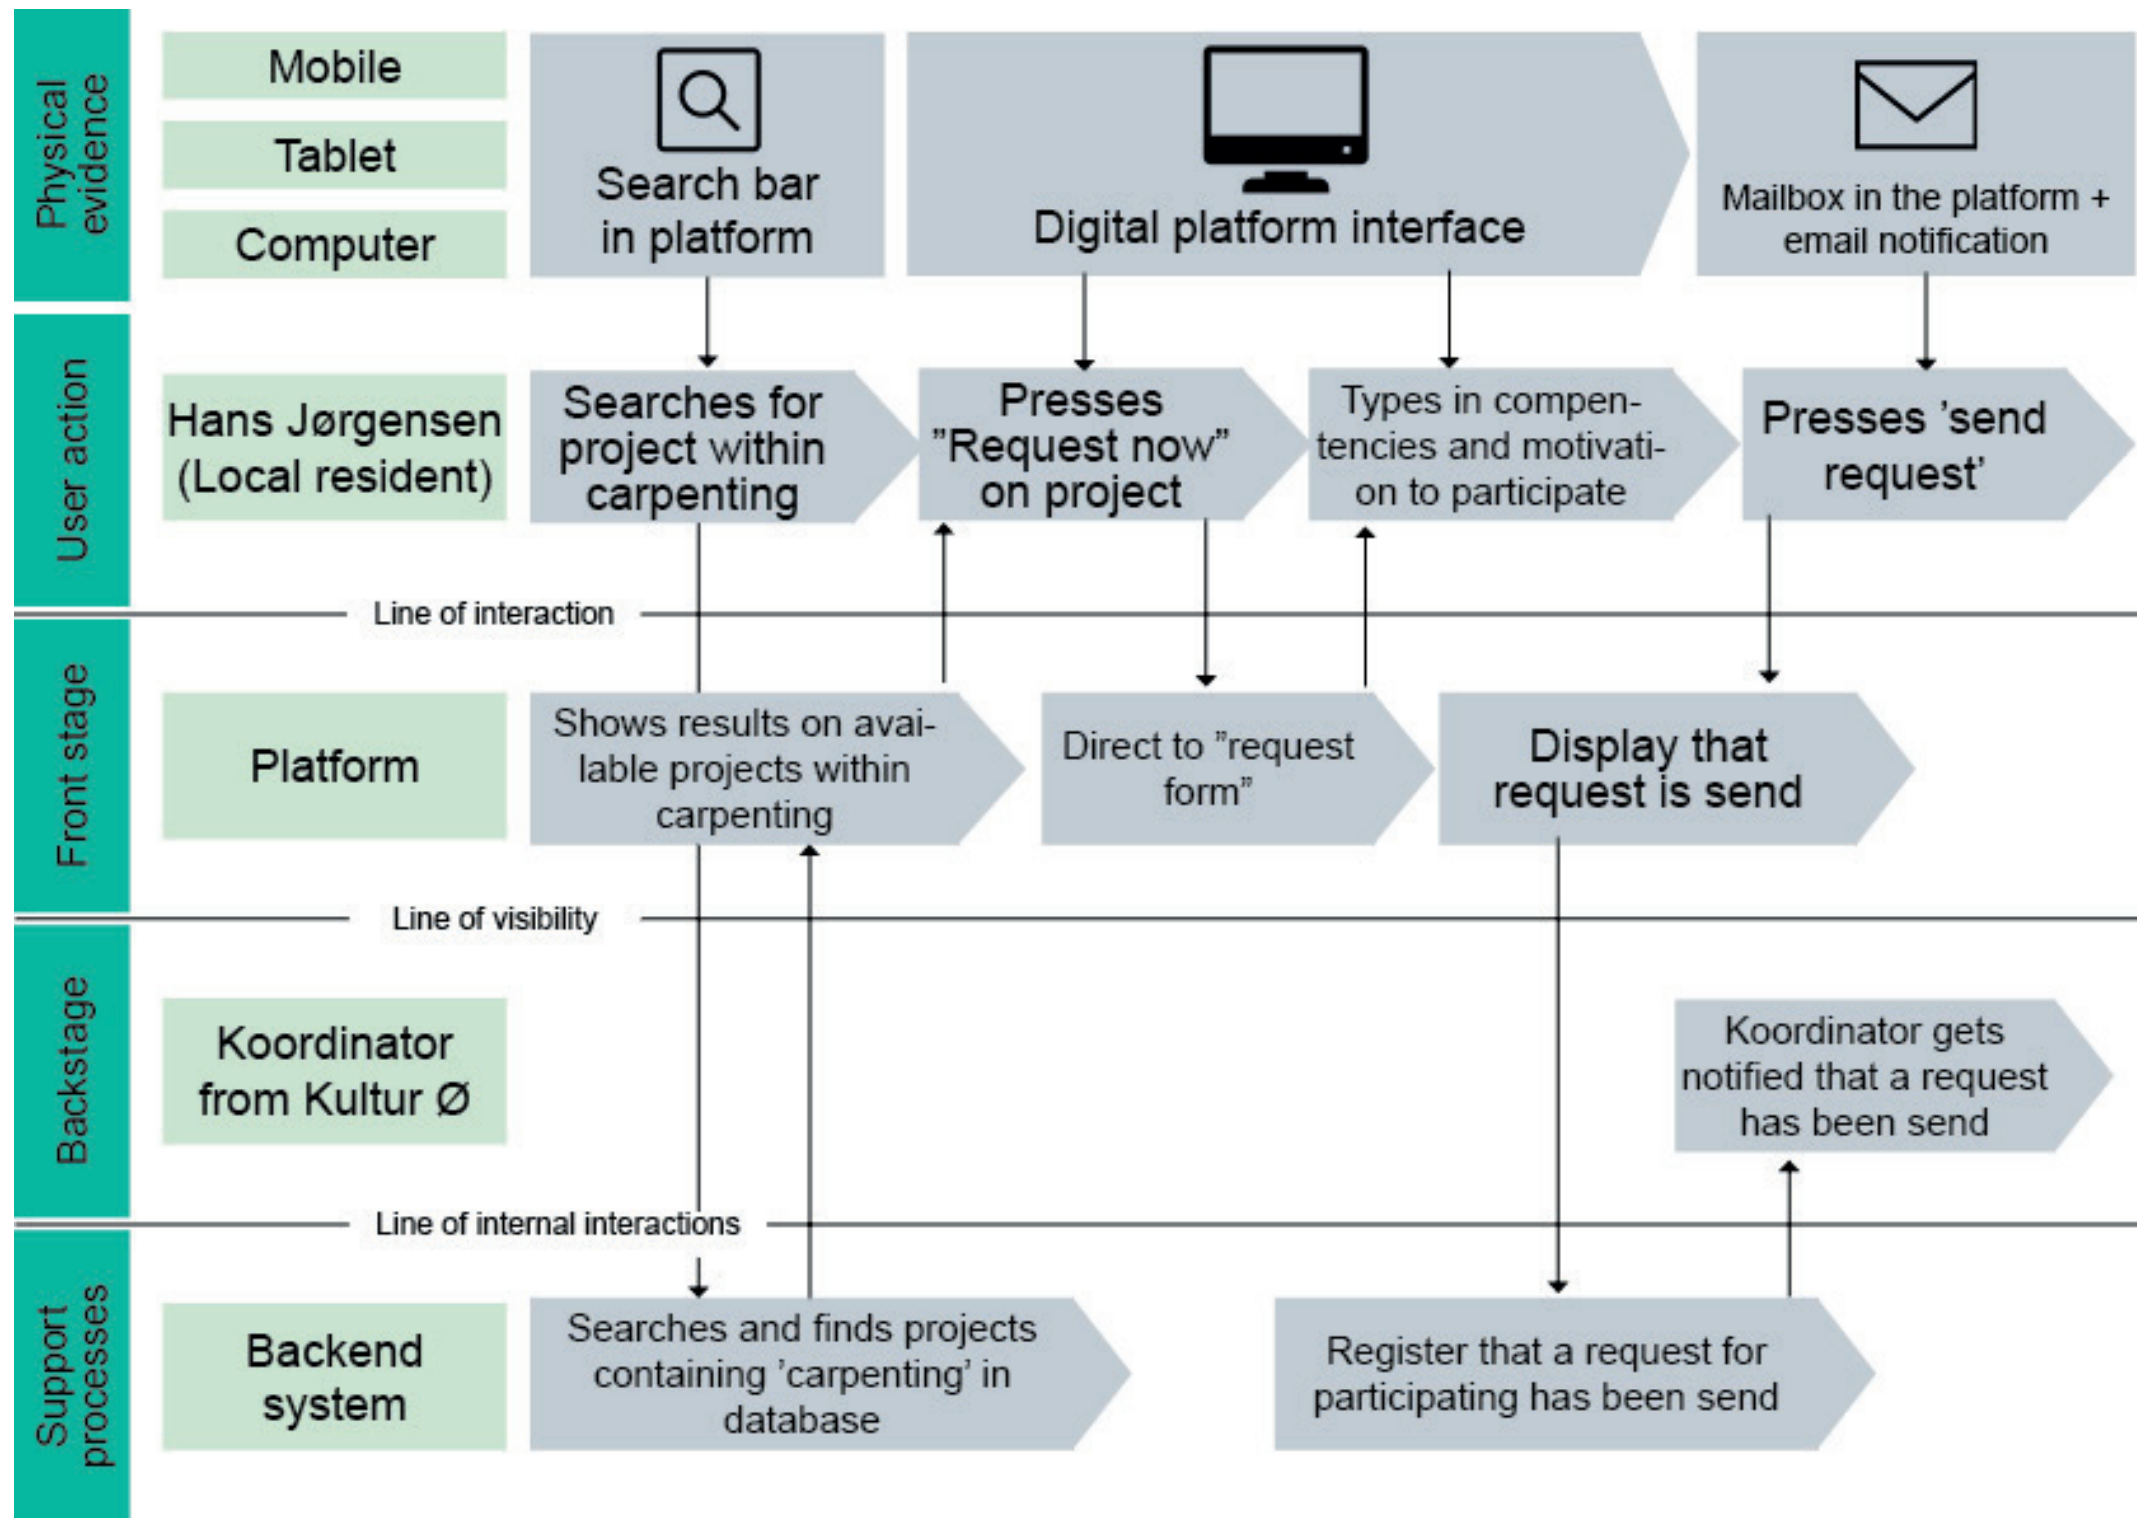 Physical
evidence
Mobile
Tablet
Computer
Search bar
in platform
Digital platform interface
Mailbox in the platform +
email notification
User action
Hans Jørgensen
(Local resident)
Searches for
project within
carpenting
Presses
”Request now”
on project
Types in compen-
tencies and motivati-
on to participate
Presses ’send
request’
Line of interaction
Front stage
Platform
Shows results on avai-
lable projects within
carpenting
Direct to ”request
form”
Display that
request is send
Line of visibility
Backstage
Koordinator
from Kultur Ø
Koordinator gets
notified that a request
has been send
Line of internal interactions
Support
processes
Backend
system
Searches and finds projects
containing ’carpenting’ in
database
Register that a request for
participating has been send